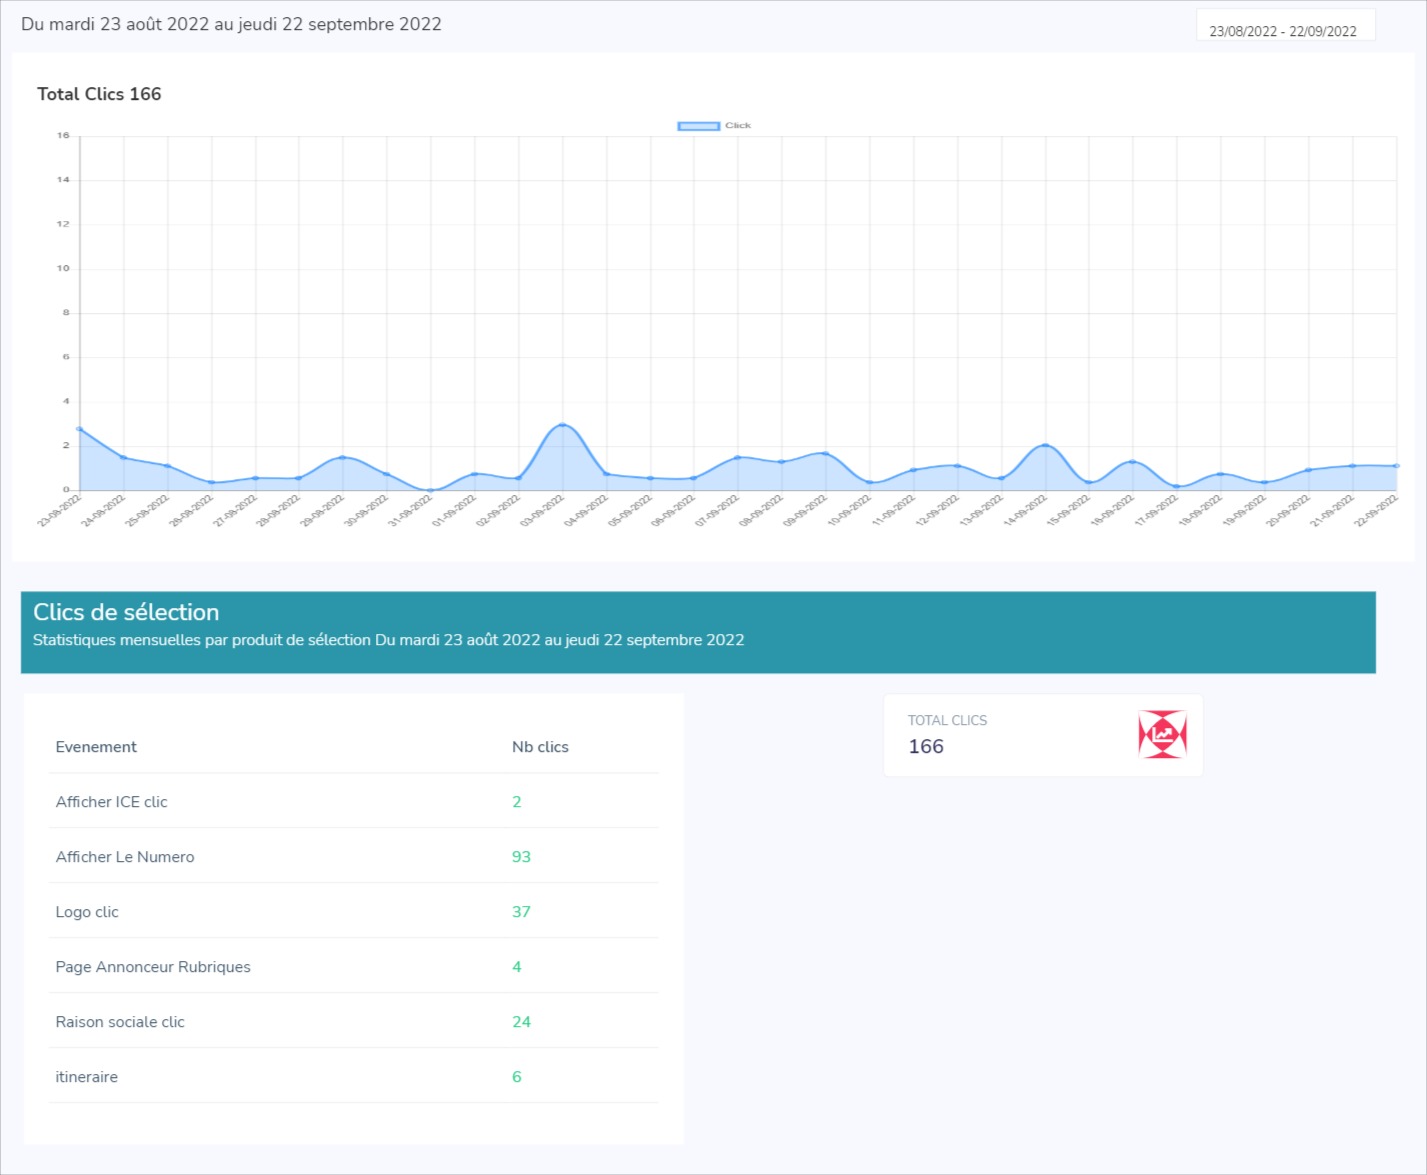 Du mardi 23 août 2022 au jeudi 22 septembre 2022
23/08/2022 - 22/09/2022
Total Clics 166
Click
16
14
12
10
8
6
4
2
0
23-08-2022
24-08-2022
25-08-2022
26-08-2022
27-08-2022
28-08-2022
29-08-2022
30-08-2022
31-08-2022
01-09-2022
02-09-2022
03-09-2022
04-09-2022
05-09-2022
06-09-2022
07-09-2022
08-09-2022
09-09-2022
10-09-2022
11-09-2022
12-09-2022
13-09-2022
14-09-2022
15-09-2022
16-09-2022
17-09-2022
18-09-2022
19-09-2022
20-09-2022
21-09-2022
22-09-2022
Clics de sélection
Statistiques mensuelles par produit de sélection Du mardi 23 août 2022 au jeudi 22 septembre 2022
Evenement Nb clics
Afficher ICE clic 2
Afficher Le Numero 93
Logo clic 37
Page Annonceur Rubriques 4
Raison sociale clic 24
itineraire 6
TOTAL CLICS
166